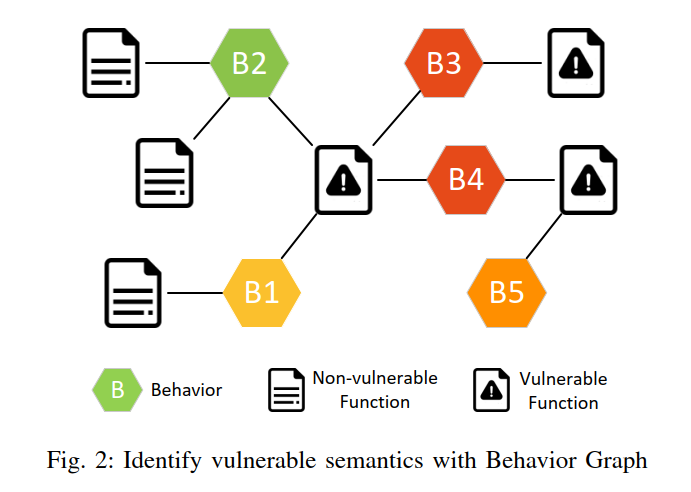 B2
B3
B4
B1
B5
B
Behavior
Non-vulnerable
Function
Vulnerable
Function
Fig. 2: Identify vulnerable semantics with Behavior Graph